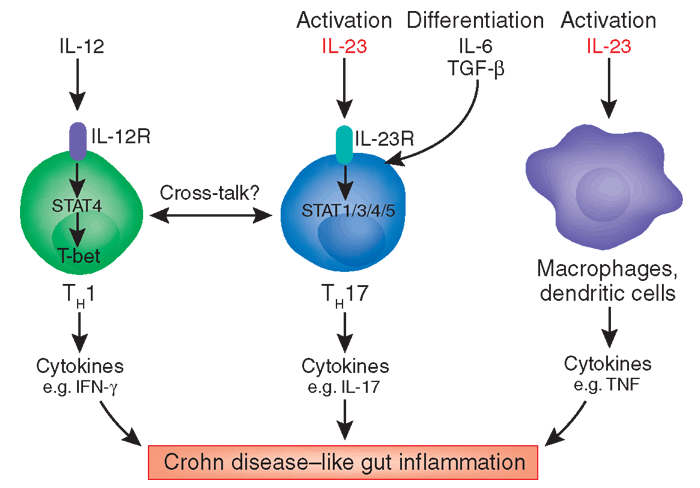 Activation
Differentiation
Activation
IL-12
IL-23
IL-6
TGF-β
IL-23
IL-12R
IL-23R
STAT4
T-bet
Cross-talk?
STAT1/3/4/5
Macrophages,
dendritic cells
TH1
TH17
Cytokines
e.g. IFN-γ
Cytokines
e.g. IL-17
Cytokines
e.g. TNF
Crohn disease–like gut inflammation